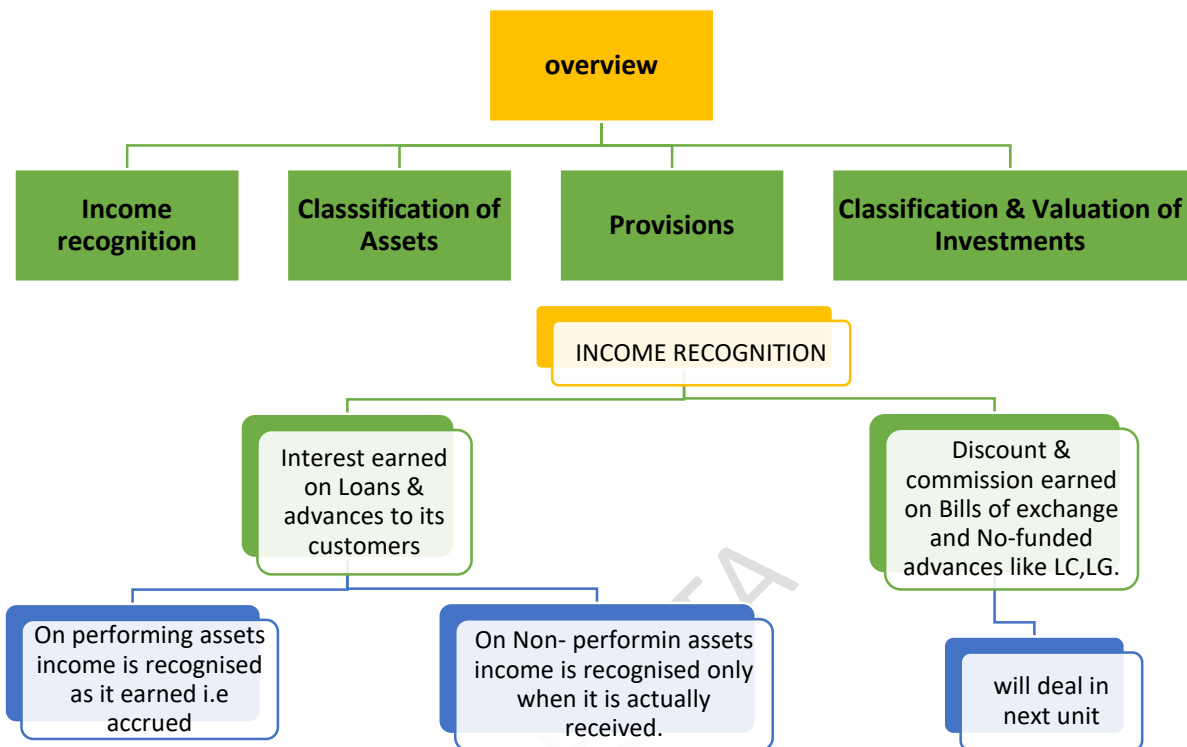 overview
Income
recognition
Classsification of
Assets
Provisions
Classification & Valuation of
Investments
INCOME RECOGNITION
Interest earned
on Loans &
advances to its
customers
Discount &
commission earned
on Bills of exchange
and No-funded
advances like LC,LG.
On performing assets
income is recognised
as it earned i.e
accrued
On Non- performin assets
income is recognised only
when it is actually
received.
will deal in
next unit